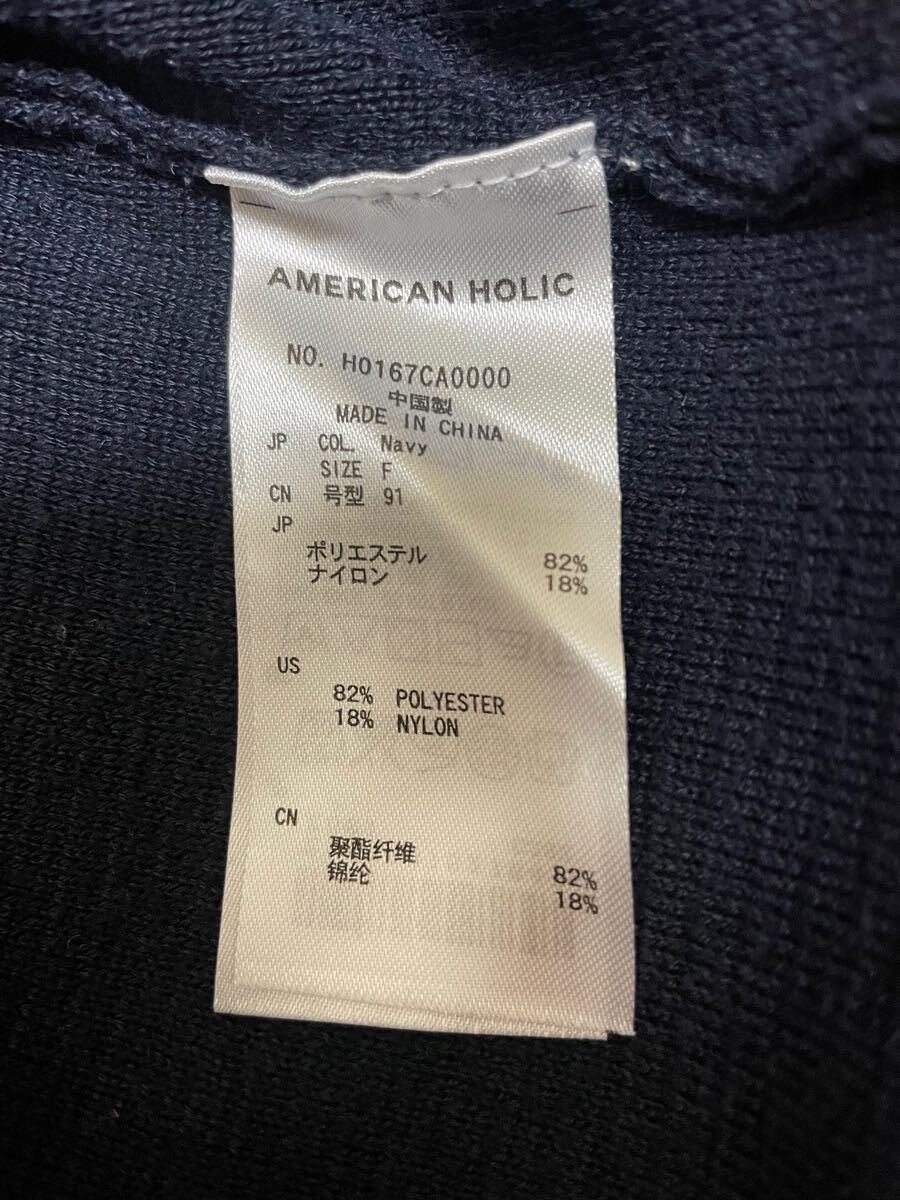 AMERICAN HOLIC
NO. H0167CA0000
中国製
MADE IN CHINA
JP COL. Navy
SIZE F
CN 号型 91
JP
ポリエステル 82%
ナイロン 18%
US
82% POLYESTER
18% NYLON
CN
聚酯纤维 82%
锦纶 18%